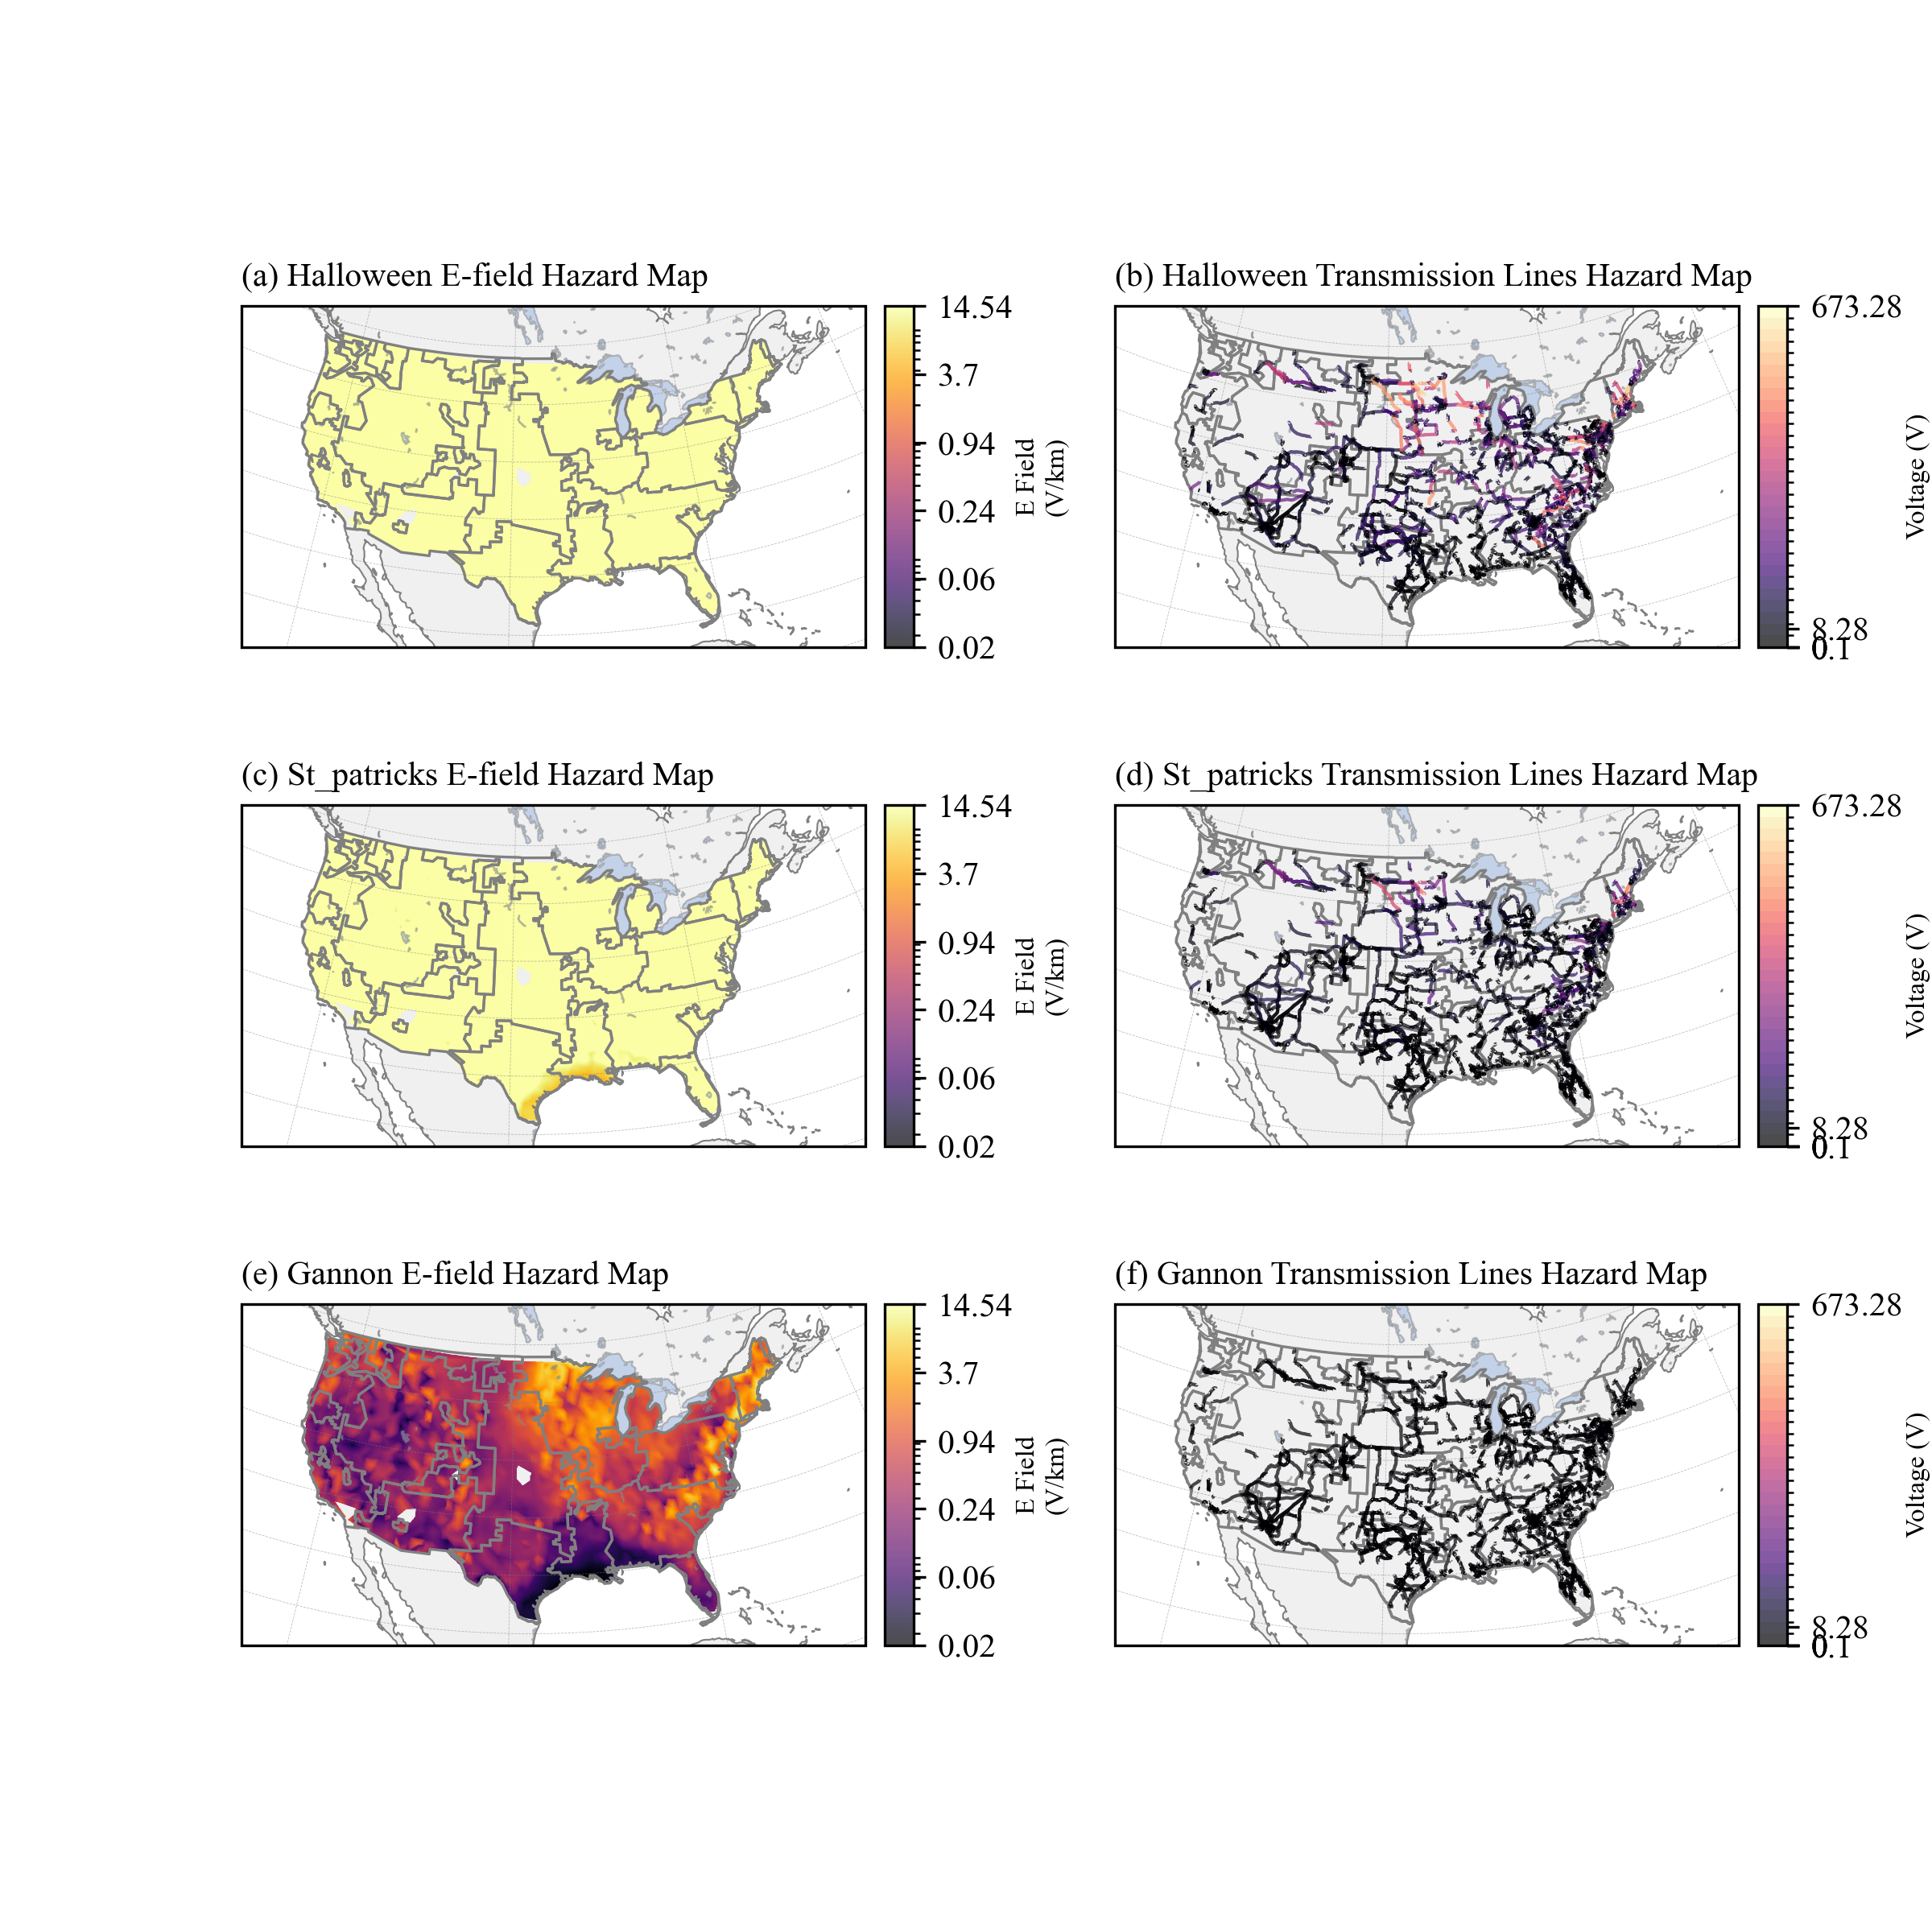 (a) Halloween E-field Hazard Map
14.54
3.7
0.94
0.24
0.06
0.02
E Field
(V/km)
(b) Halloween Transmission Lines Hazard Map
673.28
8.28
0.1
Voltage (V)
(c) St_patricks E-field Hazard Map
14.54
3.7
0.94
0.24
0.06
0.02
E Field
(V/km)
(d) St_patricks Transmission Lines Hazard Map
673.28
8.28
0.1
Voltage (V)
(e) Gannon E-field Hazard Map
14.54
3.7
0.94
0.24
0.06
0.02
E Field
(V/km)
(f) Gannon Transmission Lines Hazard Map
673.28
8.28
0.1
Voltage (V)